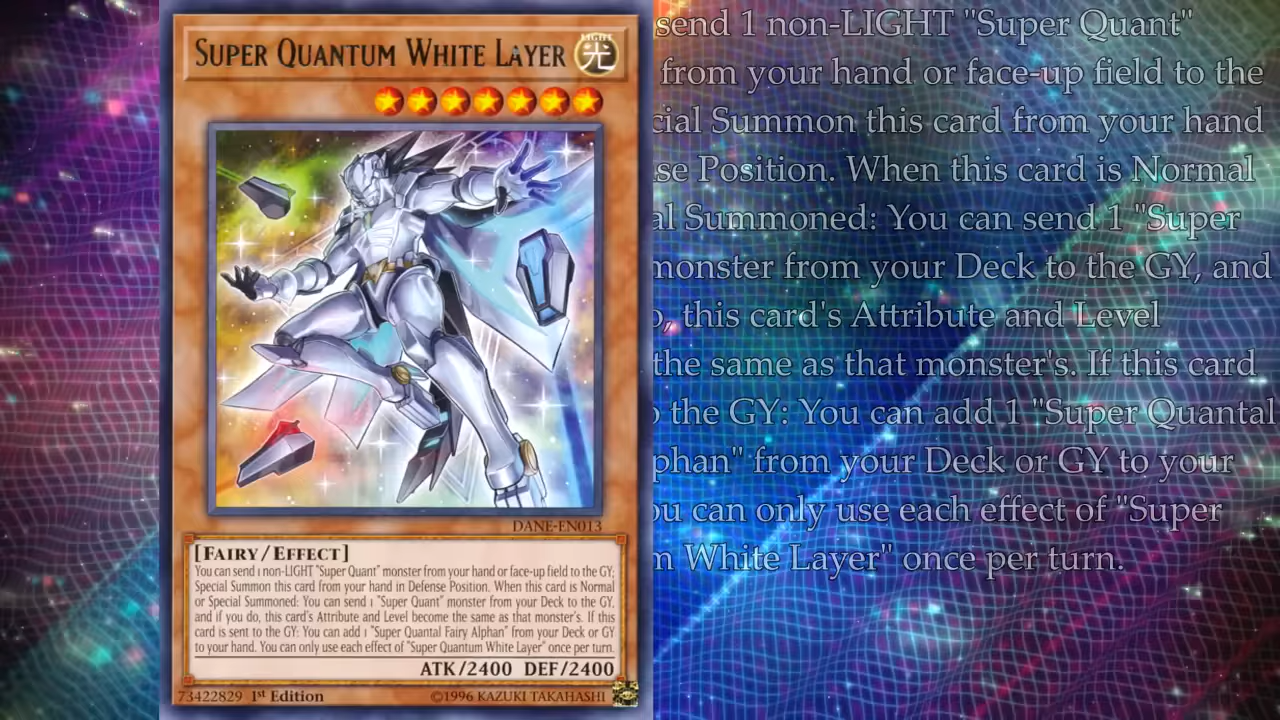 SUPER QUANTUM WHITE LAYER
LIGHT
光
DANE-EN013
[FAIRY/EFFECT]
You can send 1 non-LIGHT "Super Quant" monster from your hand or face-up field to the GY;
Special Summon this card from your hand in Defense Position. When this card is Normal
or Special Summoned: You can send 1 "Super Quant" monster from your Deck to the GY,
and if you do, this card's Attribute and Level become the same as that monster's. If this
card is sent to the GY: You can add 1 "Super Quantal Fairy Alphan" from your Deck or GY
to your hand. You can only use each effect of "Super Quantum White Layer" once per turn.
ATK/2400 DEF/2400
73422829 1st Edition
©1996 KAZUKI TAKAHASHI
send 1 non-LIGHT "Super Quant"
from your hand or face-up field to the
cial Summon this card from your hand
se Position. When this card is Normal
al Summoned: You can send 1 "Super
monster from your Deck to the GY, and
o, this card's Attribute and Level
the same as that monster's. If this card
o the GY: You can add 1 "Super Quantal
phan" from your Deck or GY to your
ou can only use each effect of "Super
m White Layer" once per turn.